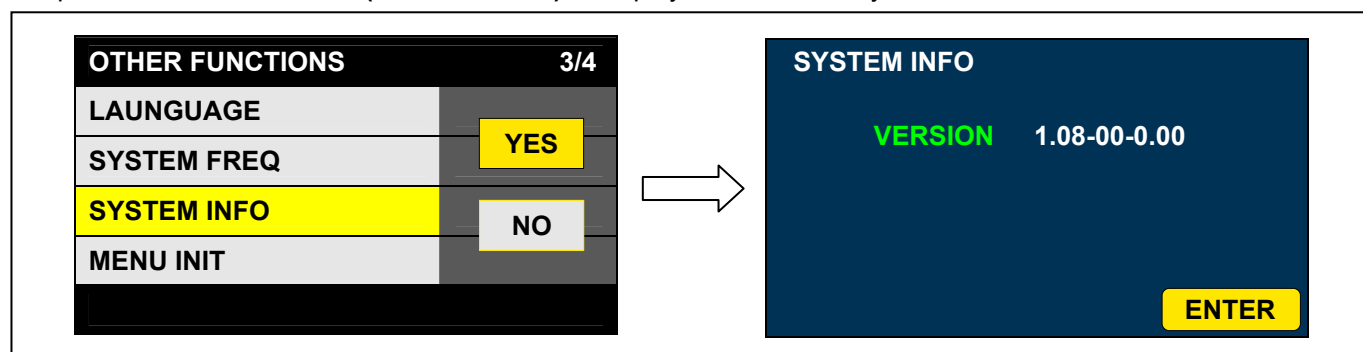 OTHER FUNCTIONS 3/4
LAUNGUAGE
SYSTEM FREQ
SYSTEM INFO
MENU INIT
YES
NO
SYSTEM INFO
VERSION 1.08-00-0.00
ENTER